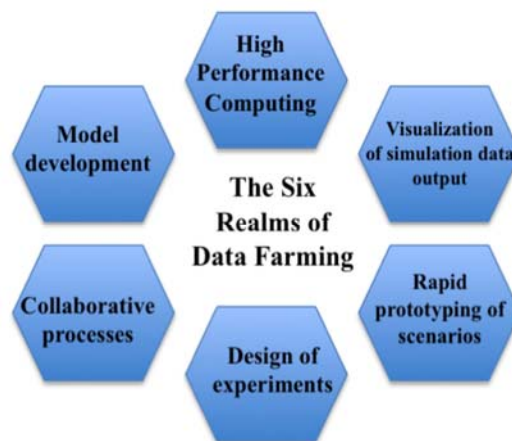 High
Performance
Computing
Model
development
Visualization
of simulation data
output
The Six
Realms of
Data Farming
Collaborative
processes
Rapid
prototyping of
scenarios
Design of
experiments